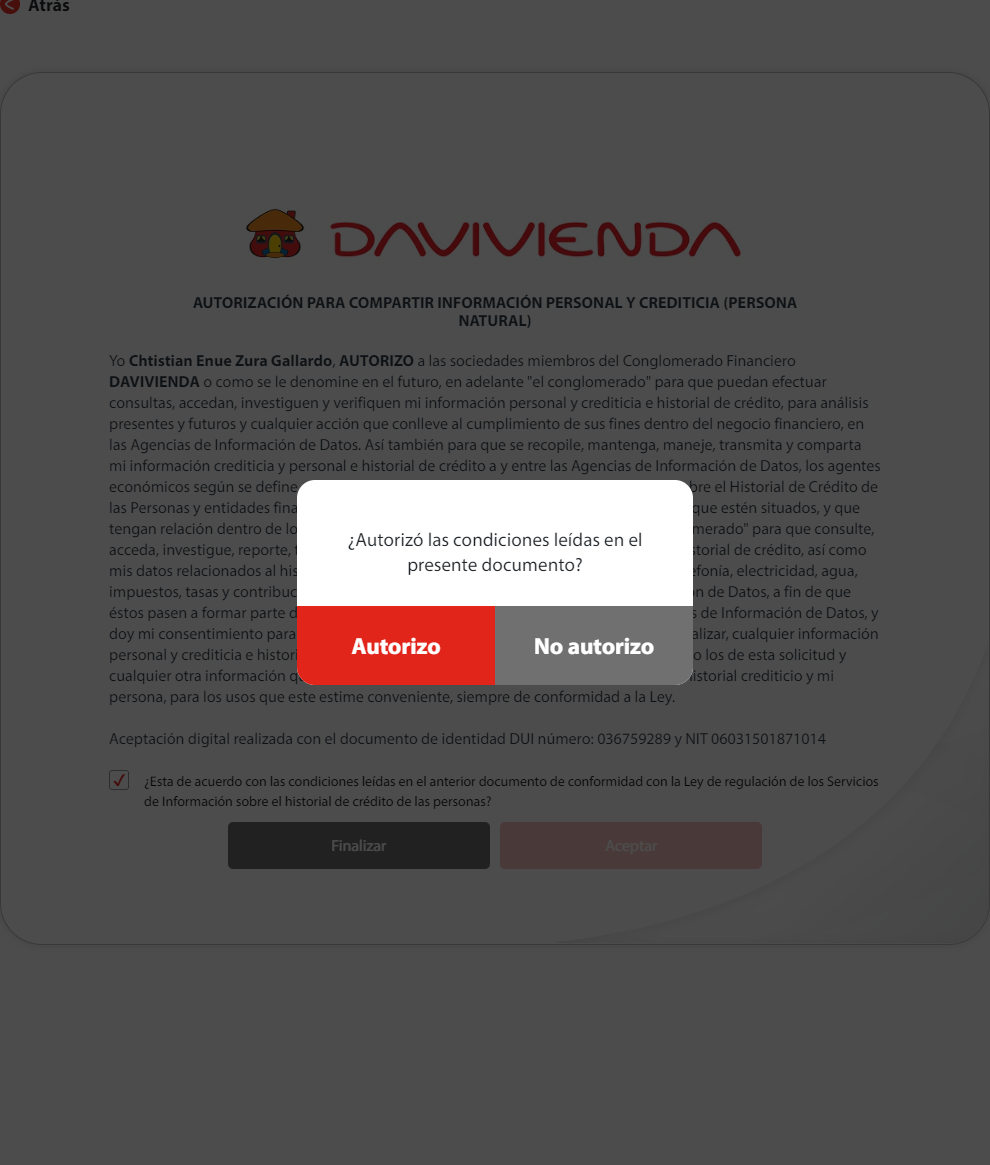 Atrás
DAVIVIENDA
AUTORIZACIÓN PARA COMPARTIR INFORMACIÓN PERSONAL Y CREDITICIA (PERSONA
NATURAL)
Yo Chtistian Enue Zura Gallardo, AUTORIZO a las sociedades miembros del Conglomerado Financiero
DAVIVIENDA o como se le denomine en el futuro, en adelante "el conglomerado" para que puedan efectuar
consultas, accedan, investiguen y verifiquen mi información personal y crediticia e historial de crédito, para análisis
presentes y futuros y cualquier acción que conlleve al cumplimiento de sus fines dentro del negocio financiero, en
las Agencias de Información de Datos. Así también para que se recopile, mantenga, maneje, transmita y comparta
mi información crediticia y personal e historial de crédito a y entre las Agencias de Información de Datos, los agentes
económicos según se define bre el Historial de Crédito de
las Personas y entidades fina que estén situados, y que
tengan relación dentro de lo merado" para que consulte,
acceda, investigue, reporte, storial de crédito, así como
mis datos relacionados al his efonía, electricidad, agua,
impuestos, tasas y contribuc n de Datos, a fin de que
éstos pasen a formar parte d s de Información de Datos, y
doy mi consentimiento para alizar, cualquier información
personal y crediticia e histori o los de esta solicitud y
cualquier otra información q istorial crediticio y mi
persona, para los usos que este estime conveniente, siempre de conformidad a la Ley.
¿Autorizó las condiciones leídas en el
presente documento?
Autorizo No autorizo
Aceptación digital realizada con el documento de identidad DUI número: 036759289 y NIT 06031501871014
¿Esta de acuerdo con las condiciones leídas en el anterior documento de conformidad con la Ley de regulación de los Servicios
de Información sobre el historial de crédito de las personas?
Finalizar Aceptar